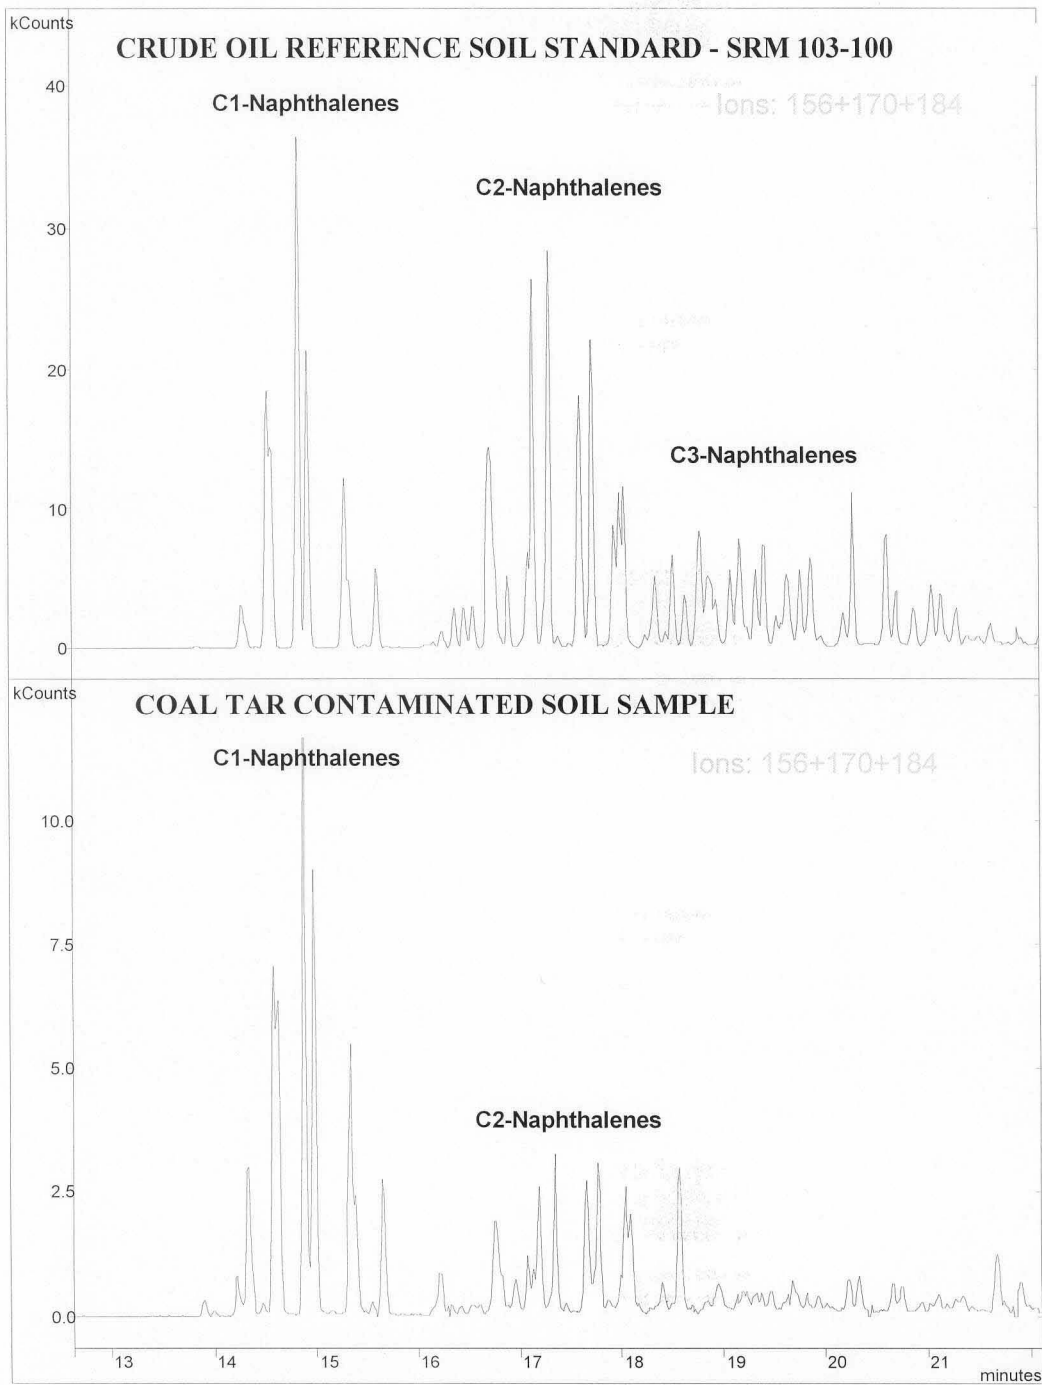 kCounts
CRUDE OIL REFERENCE SOIL STANDARD - SRM 103-100
40
C1-Naphthalenes
Ions: 156+170+184
C2-Naphthalenes
30
20
C3-Naphthalenes
10
0
kCounts
COAL TAR CONTAMINATED SOIL SAMPLE
C1-Naphthalenes
Ions: 156+170+184
10.0
7.5
5.0
C2-Naphthalenes
2.5
0.0
13 14 15 16 17 18 19 20 21
minutes